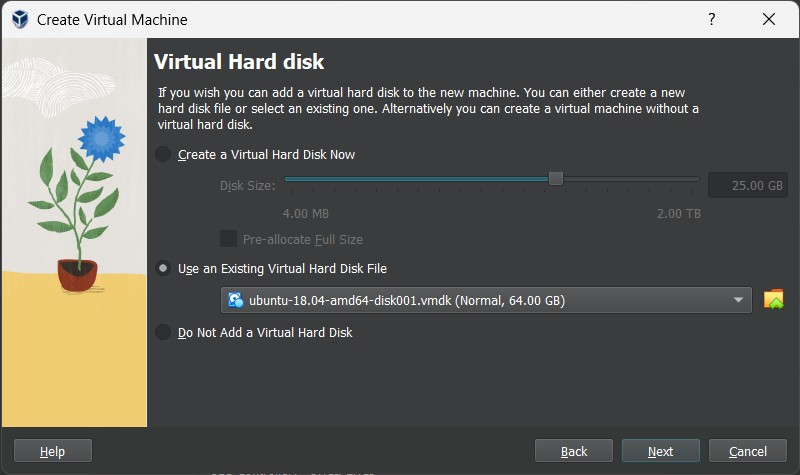 Create Virtual Machine
?
Virtual Hard disk
If you wish you can add a virtual hard disk to the new machine. You can either create a new
hard disk file or select an existing one. Alternatively you can create a virtual machine without a
virtual hard disk.
Create a Virtual Hard Disk Now
Disk Size:
25.00 GB
4.00 MB
2.00 TB
Pre-allocate Full Size
Use an Existing Virtual Hard Disk File
ubuntu-18.04-amd64-disk001.vmdk (Normal, 64.00 GB)
Do Not Add a Virtual Hard Disk
Help
Back
Next
Cancel